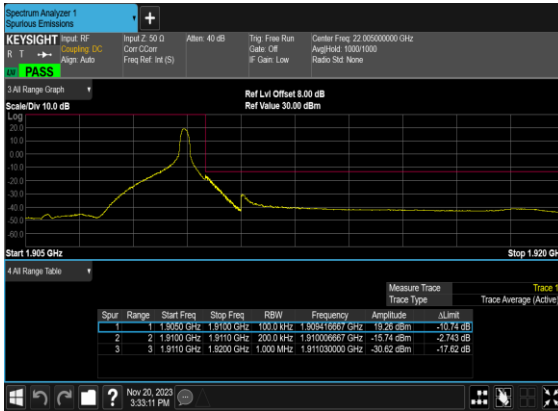 Spectrum Analyzer 1
Spurious Emissions
+
KEYSIGHT Input: RF Input Z: 50 Ω Atten: 40 dB Trig: Free Run Center Freq: 22.005000000 GHz
R T Coupling: DC Corr CCorr Gate: Off Avg|Hold: 1000/1000
Align: Auto Freq Ref: Int (S) IF Gain: Low Radio Std: None
PASS
3 All Range Graph
Ref Lvl Offset 8.00 dB
Scale/Div 10.0 dB Ref Value 30.00 dBm
Log
20.0
10.0
0.00
-10.0
-20.0
-30.0
-40.0
-50.0
-60.0
Start 1.905 GHz Stop 1.920 GH
4 All Range Table
Measure Trace Trace 1
Trace Type Trace Average (Active)
Spur Range Start Freq Stop Freq RBW Frequency Amplitude ΔLimit
1 1 1.9050 GHz 1.9100 GHz 100.0 kHz 1.909416667 GHz 19.26 dBm -10.74 dB
2 2 1.9100 GHz 1.9110 GHz 200.0 kHz 1.910006667 GHz -15.74 dBm -2.743 dB
3 3 1.9110 GHz 1.9200 GHz 1.000 MHz 1.911030000 GHz -30.62 dBm -17.62 dB
? Nov 20, 2023
3:33:11 PM